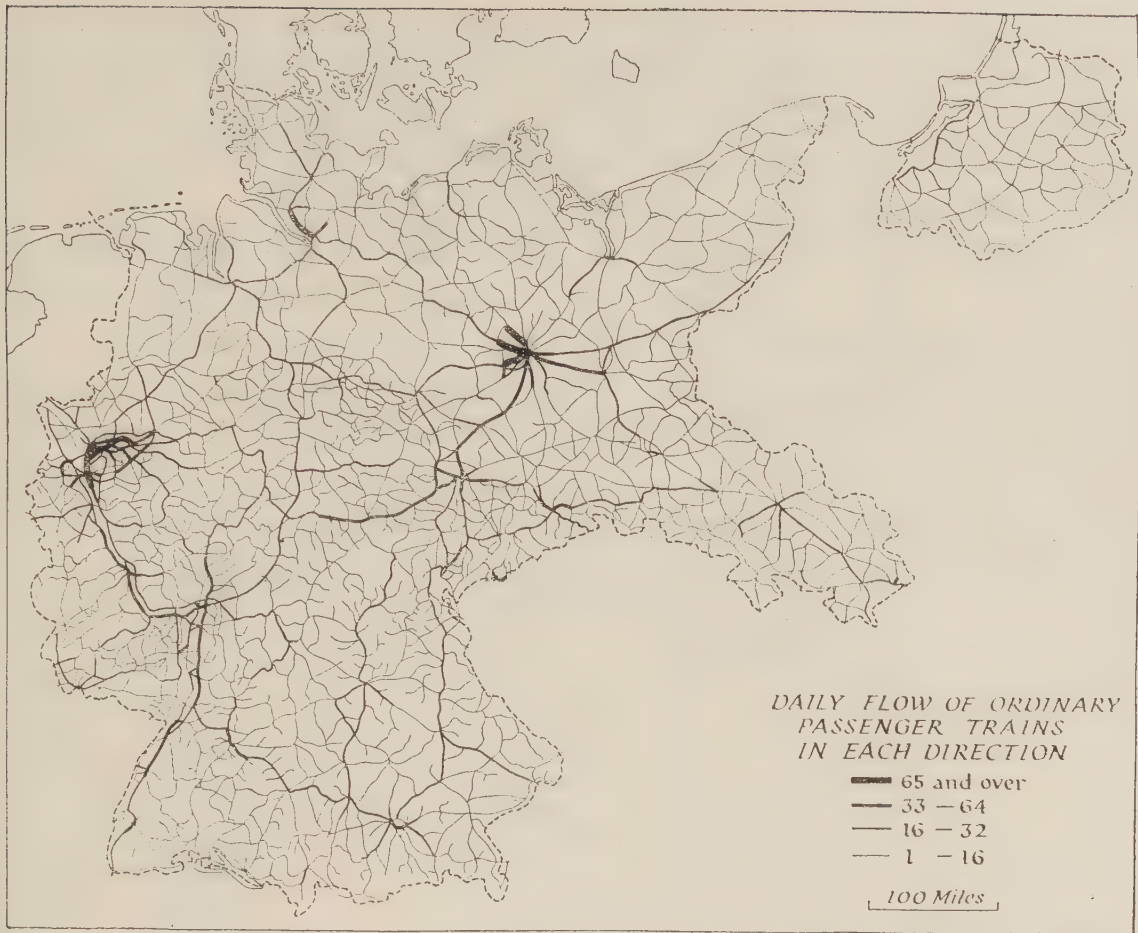 DAILY FLOW OF ORDINARY
PASSENGER TRAINS
IN EACH DIRECTION
65 and over
33 — 64
16 — 32
1 — 16
100 Miles